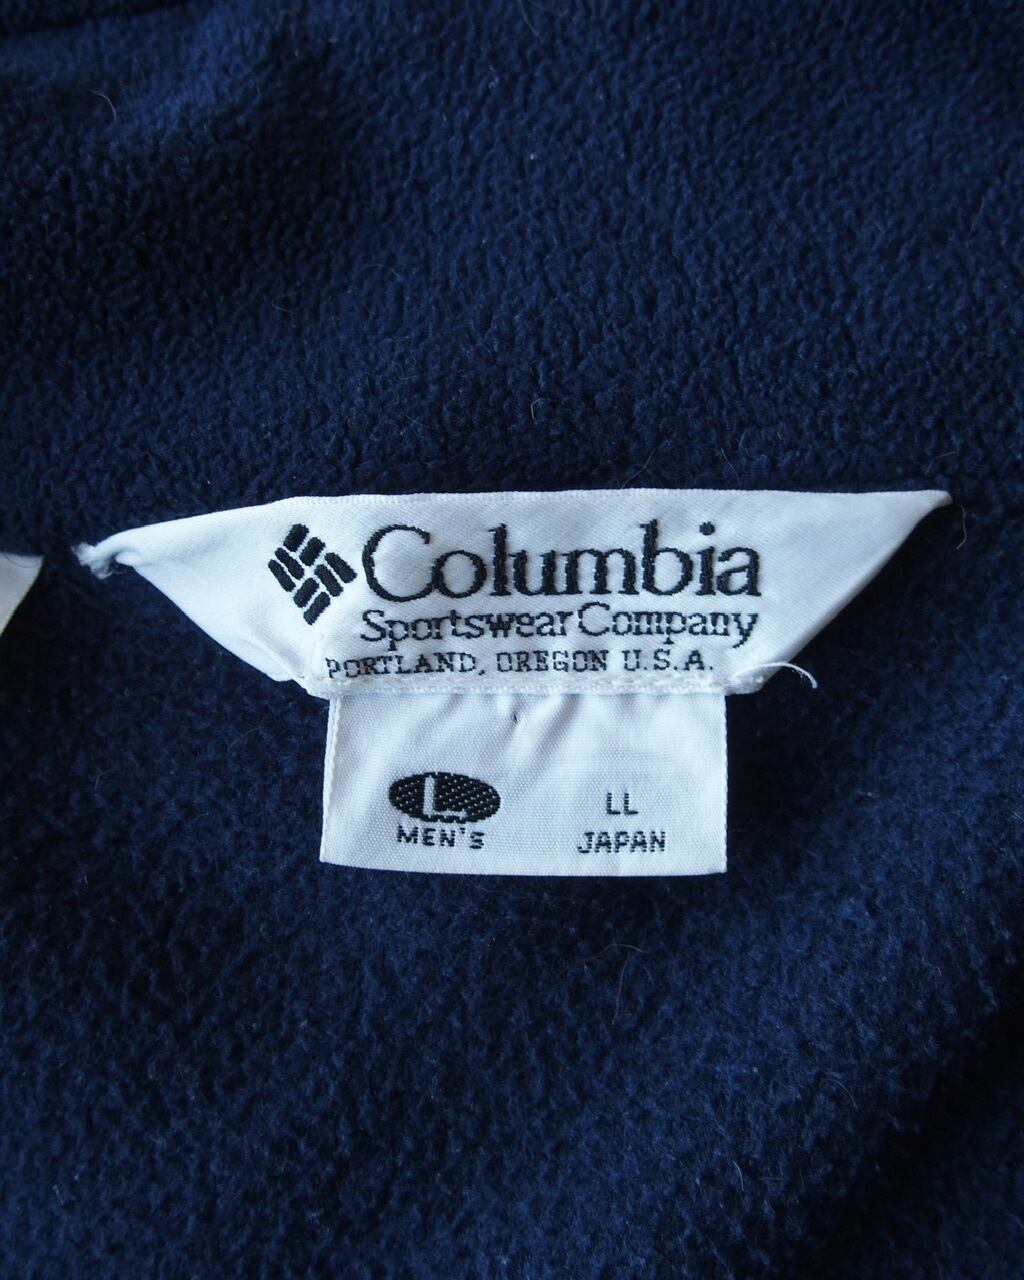 Columbia
Sportswear Company
PORTLAND, OREGON U.S.A.
L LL
MEN'S JAPAN